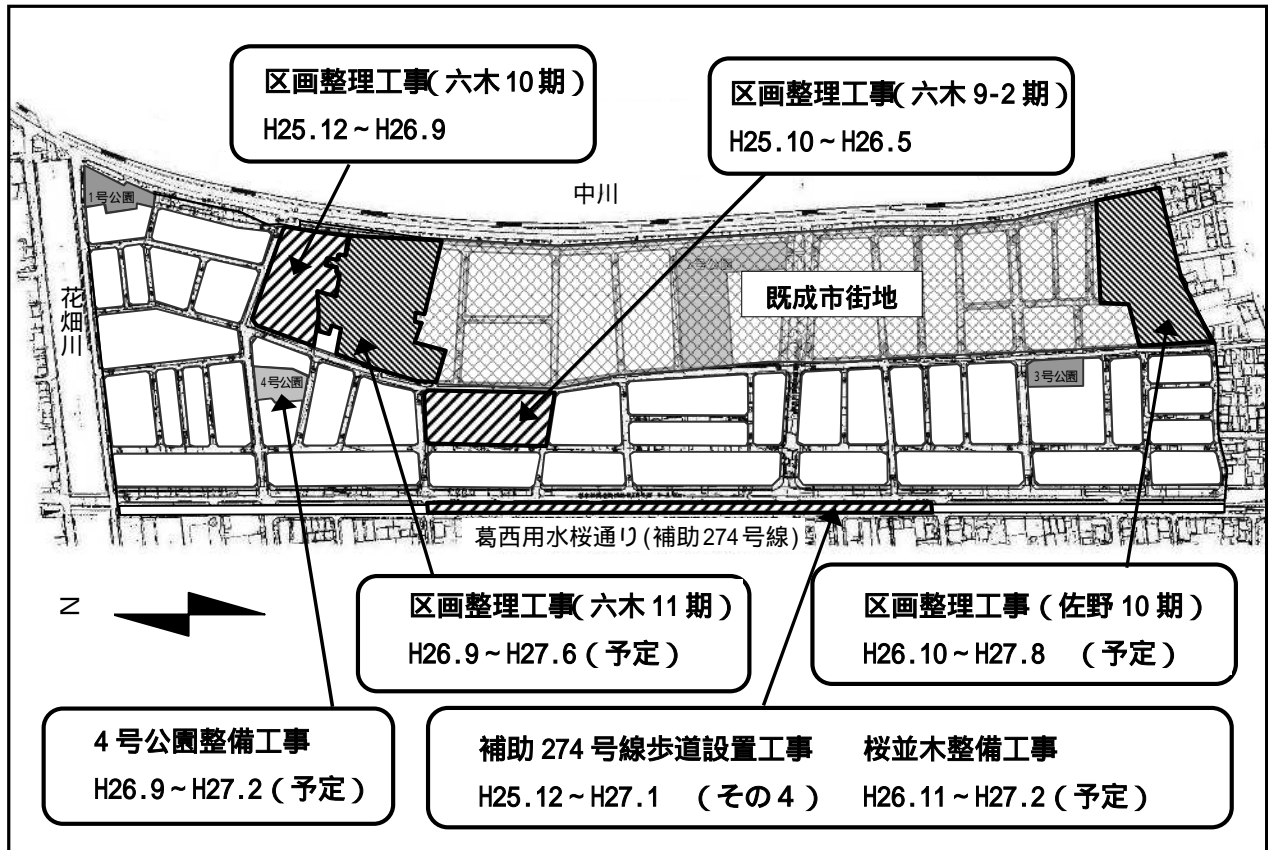 区画整理工事(六木10期)
H25.12～H26.9
区画整理工事(六木9-2期)
H25.10～H26.5
中川
1号公園
号公園
既成市街地
花畑川
4号公園
3号公園
葛西用水桜通り(補助274号線)
N
区画整理工事(六木11期)
H26.9～H27.6(予定)
区画整理工事(佐野10期)
H26.10～H27.8 (予定)
4号公園整備工事
H26.9～H27.2(予定)
補助274号線歩道設置工事 桜並木整備工事
H25.12～H27.1 (その4) H26.11～H27.2(予定)